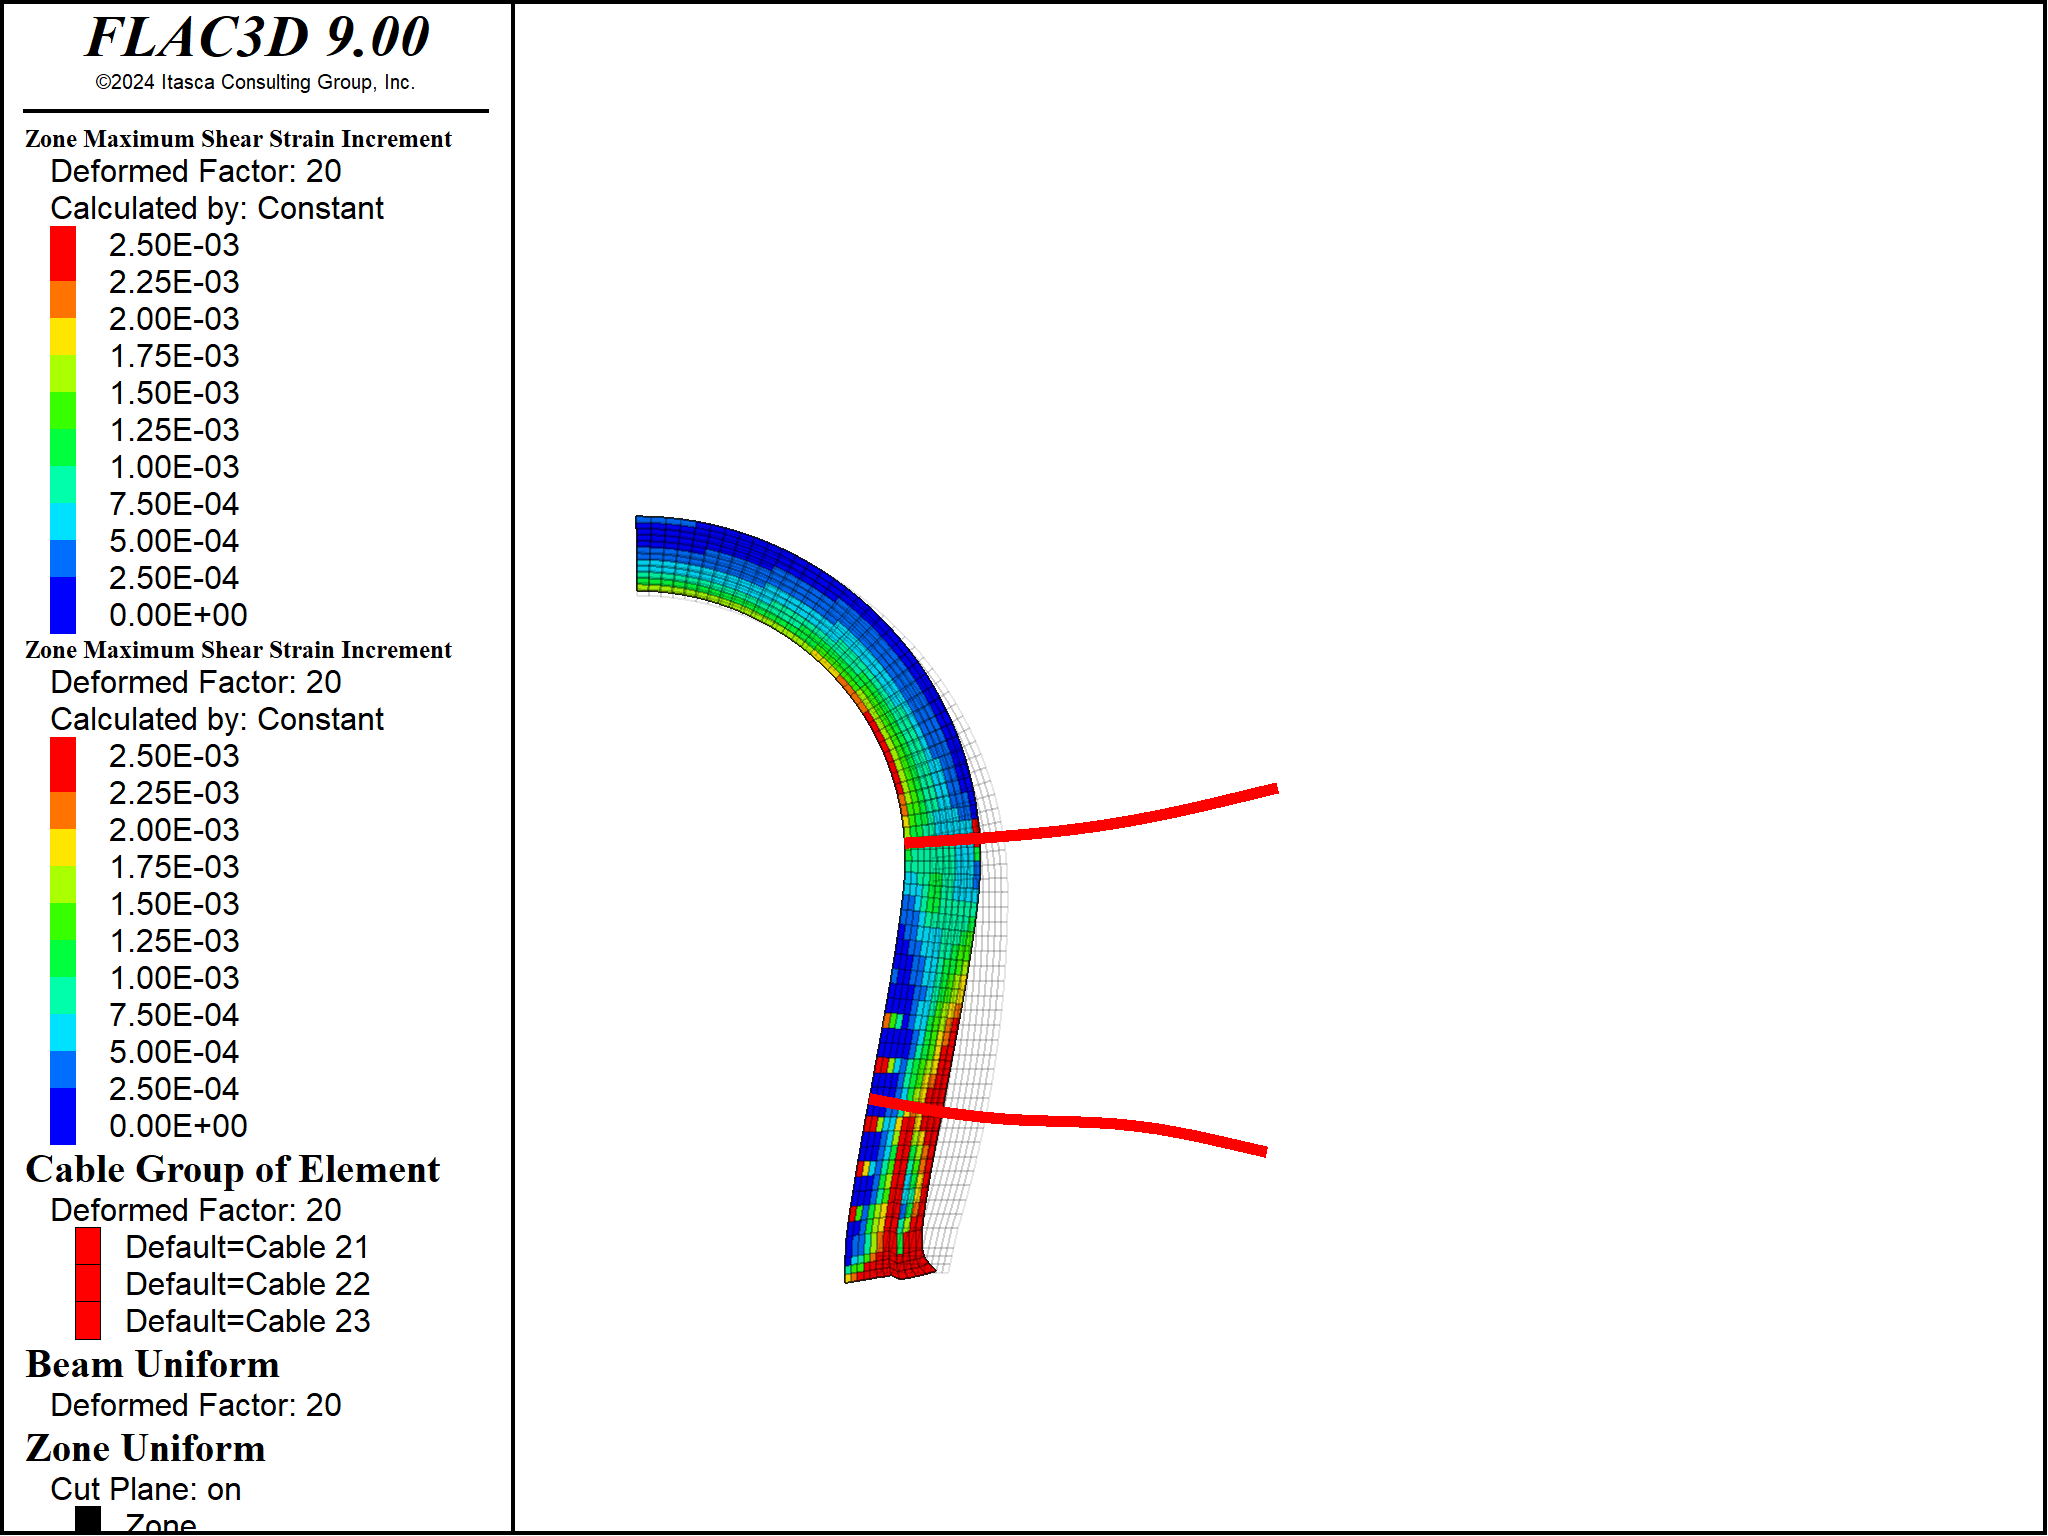 FLAC3D 9.00
©2024 Itasca Consulting Group, Inc.
Zone Maximum Shear Strain Increment
Deformed Factor: 20
Calculated by: Constant
2.50E-03
2.25E-03
2.00E-03
1.75E-03
1.50E-03
1.25E-03
1.00E-03
7.50E-04
5.00E-04
2.50E-04
0.00E+00
Zone Maximum Shear Strain Increment
Deformed Factor: 20
Calculated by: Constant
2.50E-03
2.25E-03
2.00E-03
1.75E-03
1.50E-03
1.25E-03
1.00E-03
7.50E-04
5.00E-04
2.50E-04
0.00E+00
Cable Group of Element
Deformed Factor: 20
Default=Cable 21
Default=Cable 22
Default=Cable 23
Beam Uniform
Deformed Factor: 20
Zone Uniform
Cut Plane: on
Zone